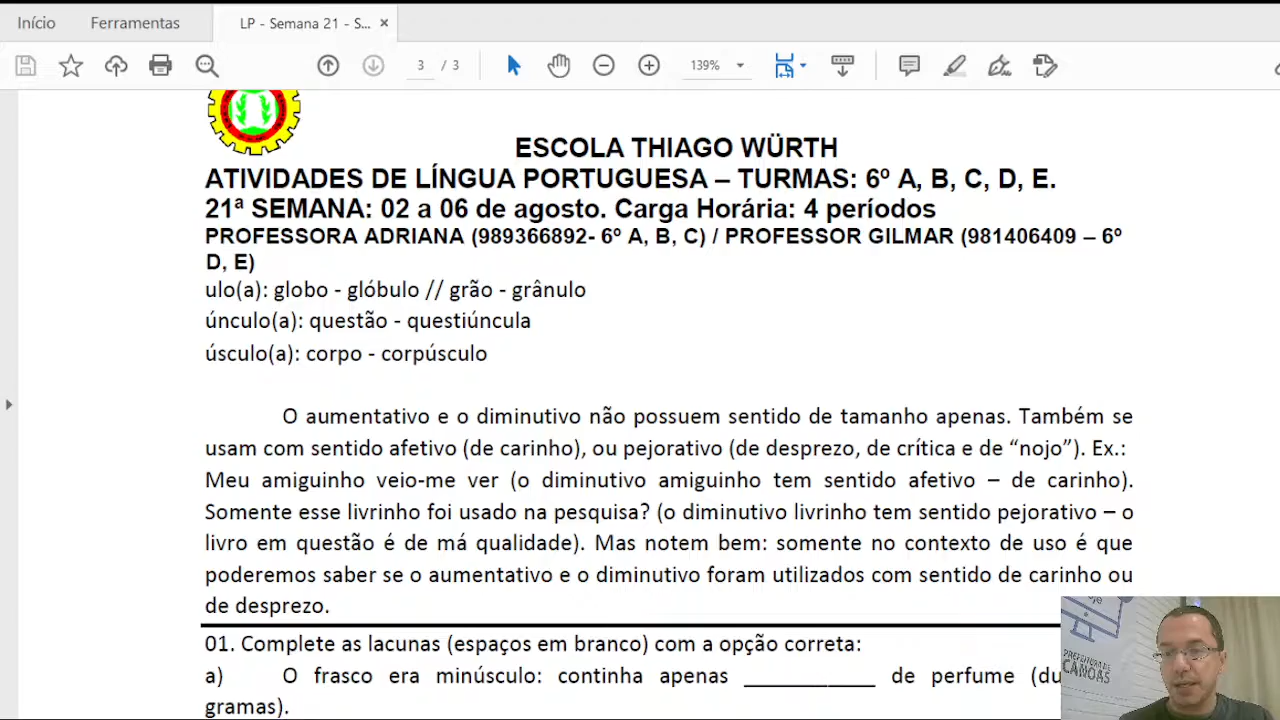 Início Ferramentas LP - Semana 21 - S... ×
3 / 3 139%
ESCOLA THIAGO WÜRTH
ATIVIDADES DE LÍNGUA PORTUGUESA – TURMAS: 6º A, B, C, D, E.
21ª SEMANA: 02 a 06 de agosto. Carga Horária: 4 períodos
PROFESSORA ADRIANA (989366892- 6º A, B, C) / PROFESSOR GILMAR (981406409 – 6º
D, E)
ulo(a): globo - glóbulo // grão - grânulo
únculo(a): questão - questiúncula
úsculo(a): corpo - corpúsculo
O aumentativo e o diminutivo não possuem sentido de tamanho apenas. Também se
usam com sentido afetivo (de carinho), ou pejorativo (de desprezo, de crítica e de “nojo”). Ex.:
Meu amiguinho veio-me ver (o diminutivo amiguinho tem sentido afetivo – de carinho).
Somente esse livrinho foi usado na pesquisa? (o diminutivo livrinho tem sentido pejorativo – o
livro em questão é de má qualidade). Mas notem bem: somente no contexto de uso é que
poderemos saber se o aumentativo e o diminutivo foram utilizados com sentido de carinho ou
de desprezo.
01. Complete as lacunas (espaços em branco) com a opção correta:
a) O frasco era minúsculo: continha apenas ___________ de perfume (du
gramas).
PREFEITURA DE
CANOAS